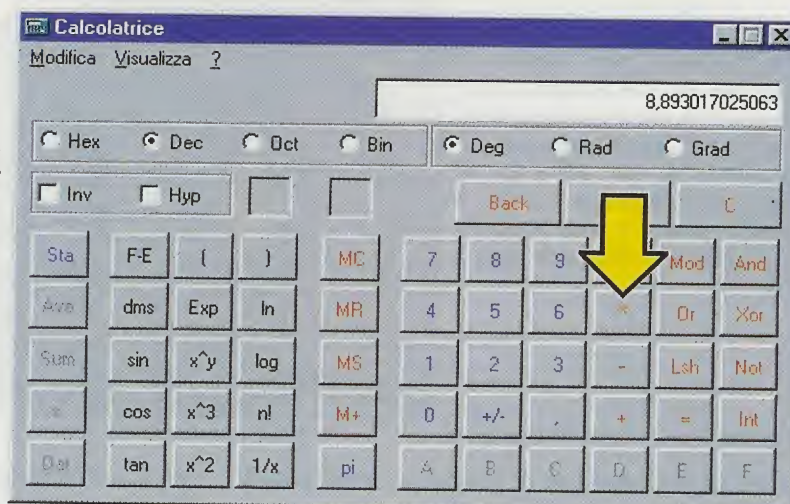 Calcolatrice
Modifica Visualizza ?
8,893017025063
Hex Dec Oct Bin Deg Rad Grad
Inv Hyp Back C
Sta F-E ( ) MC 7 8 9 Mod And
Ave dms Exp ln MR 4 5 6 * Or Xor
Sum sin x^y log MS 1 2 3 - Lsh Not
s cos x^3 n! M+ 0 +/- , + = Int
Dat tan x^2 1/x pi A B C D E F